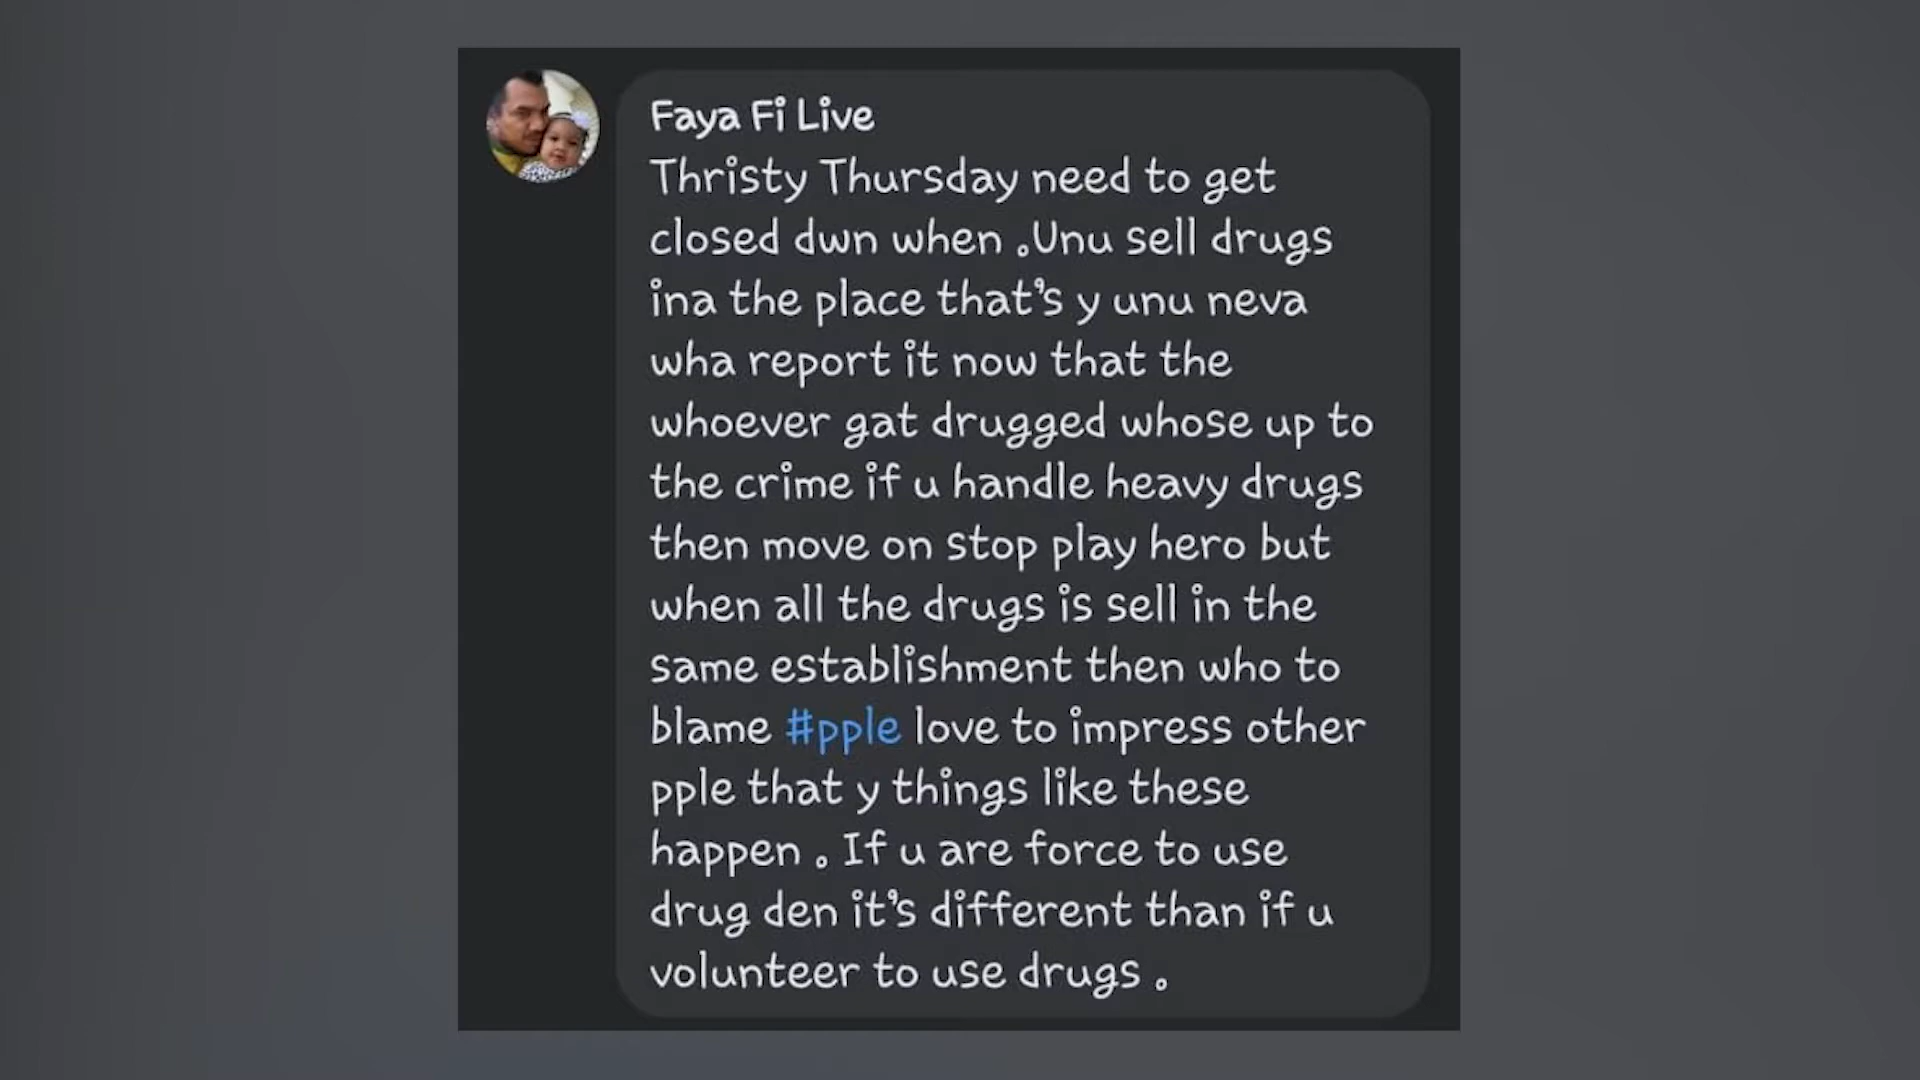 Faya Fi Live
Thristy Thursday need to get
closed dwn when .Unu sell drugs
ina the place that's y unu neva
wha report it now that the
whoever gat drugged whose up to
the crime if u handle heavy drugs
then move on stop play hero but
when all the drugs is sell in the
same establishment then who to
blame #pple love to impress other
pple that y things like these
happen . If u are force to use
drug den it's different than if u
volunteer to use drugs .